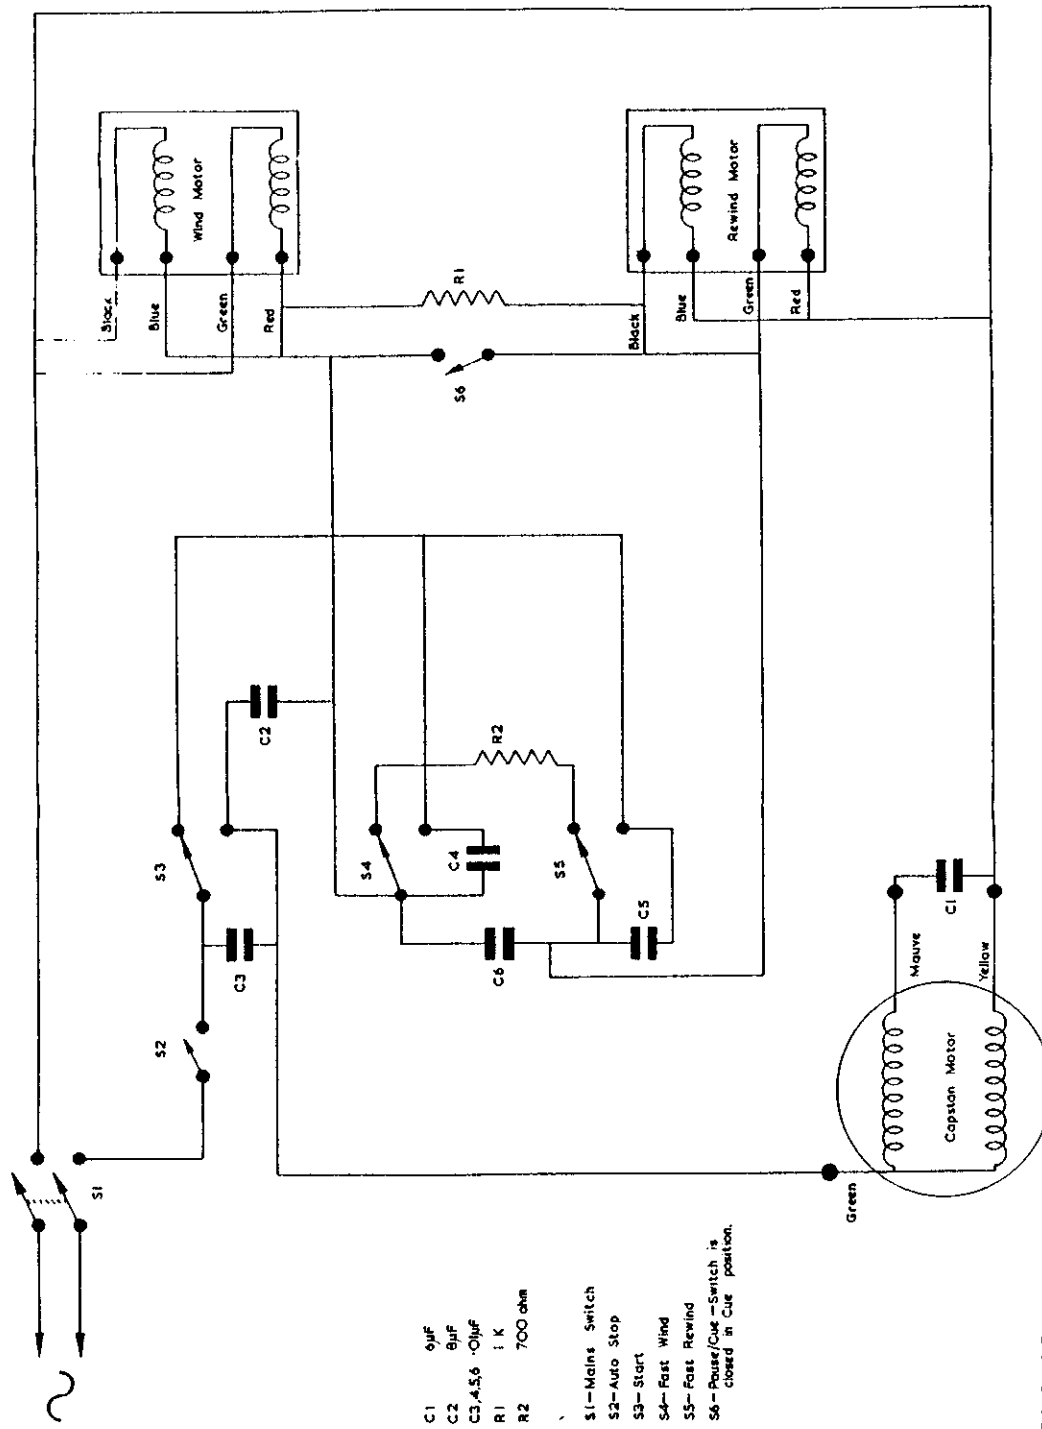 ~
S1
S2
S3
C3
C2
Black
Blue
Wind Motor
Green
Red
S4
C4
R2
S6
R1
C6
S5
C5
Black
Blue
Rewind Motor
Green
Red
Green
Mauve
Capstan Motor
C1
Yellow
C1 6μF
C2 8μF
C3,4,5,6 ·01μF
R1 1 K
R2 700 ohm
S1—Mains Switch
S2—Auto Stop
S3—Start
S4—Fast Wind
S5—Fast Rewind
S6—Pause/Cue—Switch is
closed in Cue position.